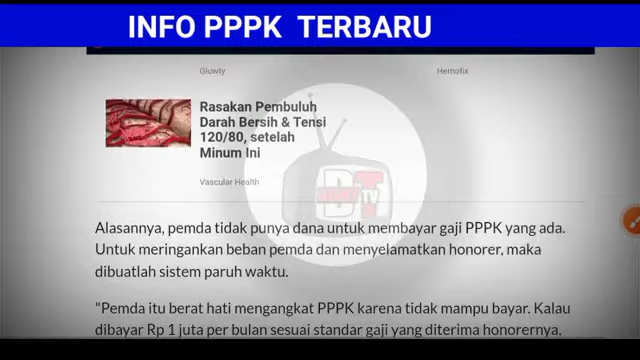 INFO PPPK TERBARU
Giuwty
Hemofix
Rasakan Pembuluh
Darah Bersih & Tensi
120/80, setelah
Minum Ini
Vascular Health
DT
TV
Alasannya, pemda tidak punya dana untuk membayar gaji PPPK yang ada.
Untuk meringankan beban pemda dan menyelamatkan honorer, maka
dibuatlah sistem paruh waktu.
"Pemda itu berat hati mengangkat PPPK karena tidak mampu bayar. Kalau
dibayar Rp 1 juta per bulan sesuai standar gaji yang diterima honorernya,